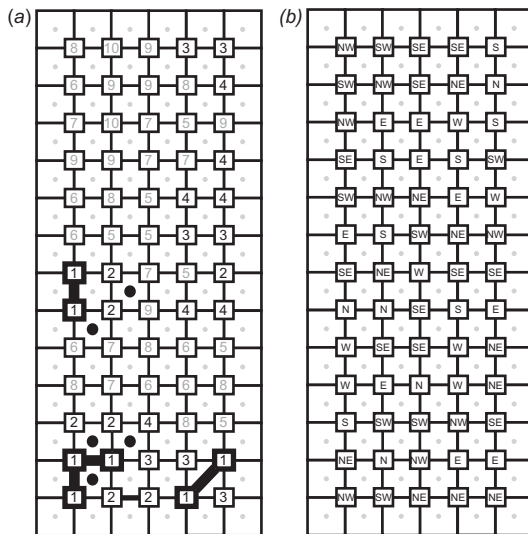 (a)
8 10 9 3 3
6 9 9 8 4
7 10 7 5 9
9 9 7 7 4
6 8 5 4 4
6 5 5 3 3
1 2 7 5 2
1 2 9 4 4
6 7 8 6 5
8 7 6 6 8
2 2 4 8 5
1 1 3 3 1
1 2 2 1 3
(b)
NW SW SE SE S
SW NW SE NE N
NW E E W S
SE S E S SW
SW NW NE E W
E S SW NE NW
SE NE W SE SE
N N SE S E
W SE SE W NE
W E N W NE
S SW SW NW SE
NE N NW E E
NW SW NE NE NE